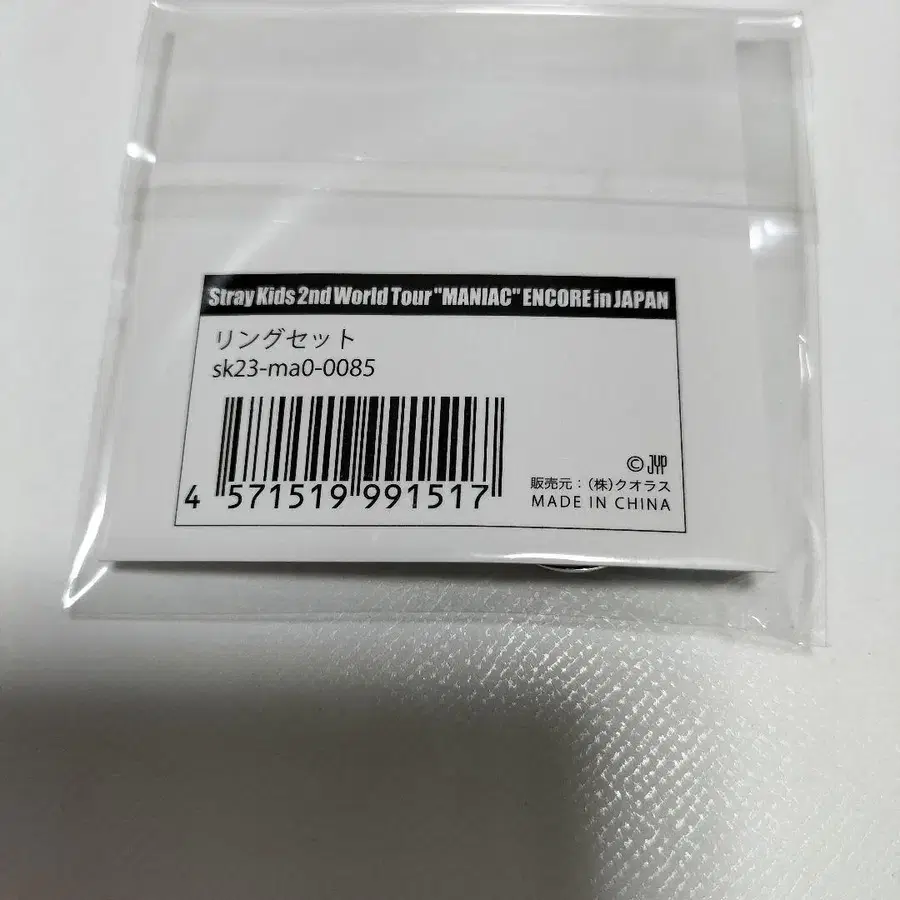 Stray Kids 2nd World Tour "MANIAC" ENCORE in JAPAN
リングセット
sk23-ma0-0085
4 571519 991517
© JYP
販売元：(株)クオラス
MADE IN CHINA